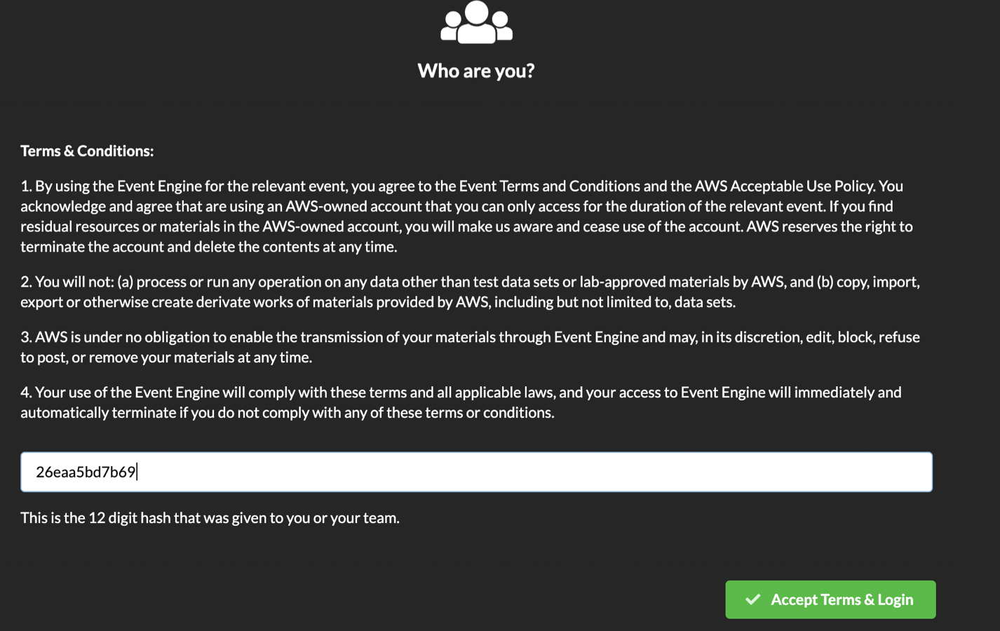 Who are you?
Terms & Conditions:
1. By using the Event Engine for the relevant event, you agree to the Event Terms and Conditions and the AWS Acceptable Use Policy. You
acknowledge and agree that are using an AWS-owned account that you can only access for the duration of the relevant event. If you find
residual resources or materials in the AWS-owned account, you will make us aware and cease use of the account. AWS reserves the right to
terminate the account and delete the contents at any time.
2. You will not: (a) process or run any operation on any data other than test data sets or lab-approved materials by AWS, and (b) copy, import,
export or otherwise create derivate works of materials provided by AWS, including but not limited to, data sets.
3. AWS is under no obligation to enable the transmission of your materials through Event Engine and may, in its discretion, edit, block, refuse
to post, or remove your materials at any time.
4. Your use of the Event Engine will comply with these terms and all applicable laws, and your access to Event Engine will immediately and
automatically terminate if you do not comply with any of these terms or conditions.
26eaa5bd7b69
This is the 12 digit hash that was given to you or your team.
Accept Terms & Login